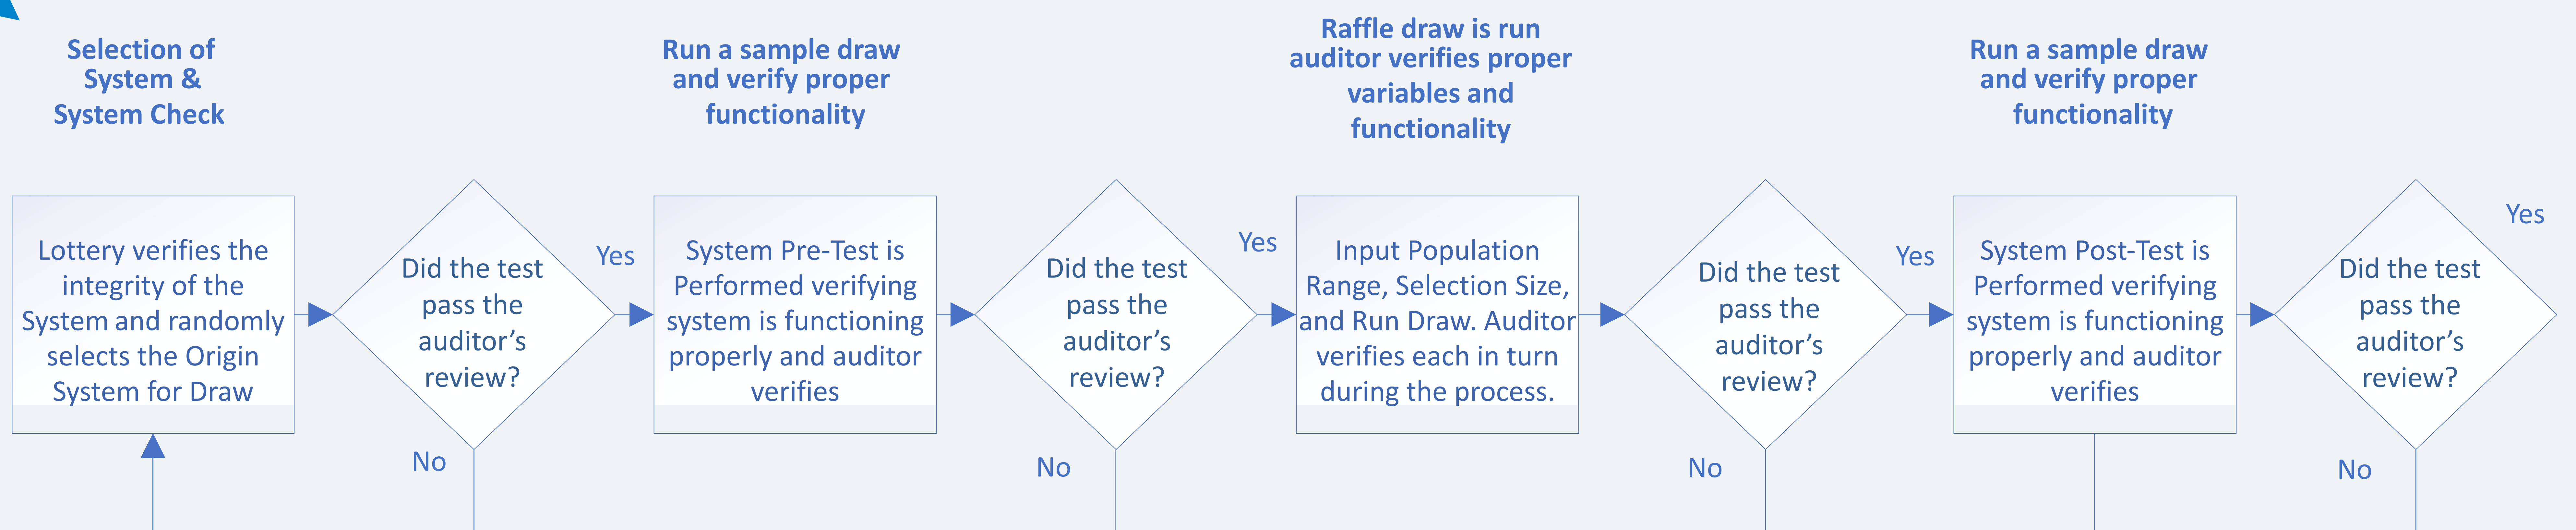 Selection of
System &
System Check
Run a sample draw
and verify proper
functionality
Raffle draw is run
auditor verifies proper
variables and
functionality
Run a sample draw
and verify proper
functionality
Lottery verifies the
integrity of the
System and randomly
selects the Origin
System for Draw
Did the test
pass the
auditor’s
review?
Yes
No
System Pre-Test is
Performed verifying
system is functioning
properly and auditor
verifies
Did the test
pass the
auditor’s
review?
Yes
No
Input Population
Range, Selection Size,
and Run Draw. Auditor
verifies each in turn
during the process.
Did the test
pass the
auditor’s
review?
Yes
No
System Post-Test is
Performed verifying
system is functioning
properly and auditor
verifies
Did the test
pass the
auditor’s
review?
Yes
No